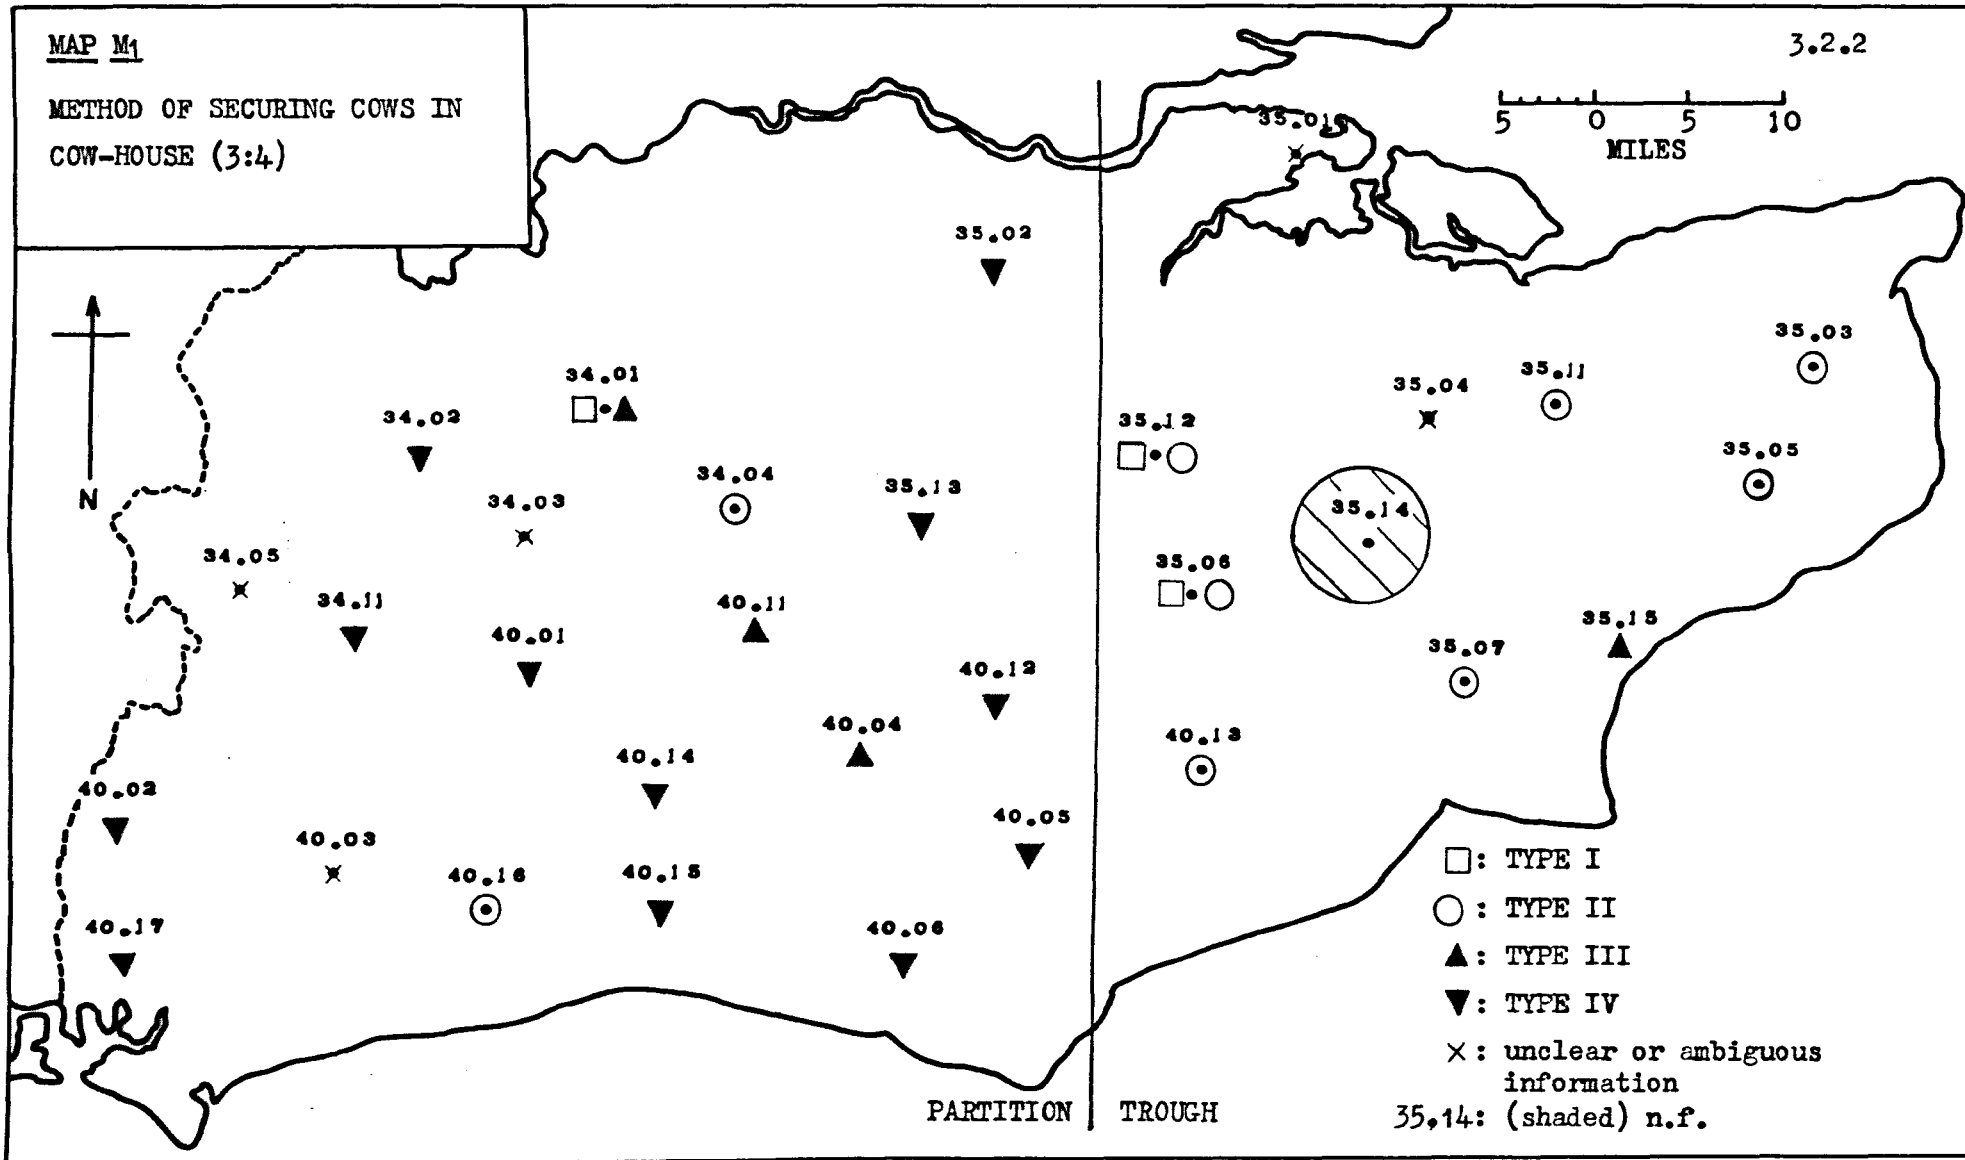 MAP M1
METHOD OF SECURING COWS IN
COW-HOUSE (3:4)
3.2.2
5 0 5 10
MILES
N
35.01
35.02
35.03
34.01
35.11
35.04
34.02
35.12
35.05
34.04
35.13
34.03
35.14
34.05
35.06
34.11
40.11
35.15
40.01
35.07
40.12
40.04
40.13
40.14
40.02
40.05
40.03
40.16
40.15
40.17
40.06
□: TYPE I
○: TYPE II
▲: TYPE III
▼: TYPE IV
×: unclear or ambiguous
information
35.14: (shaded) n.f.
PARTITION TROUGH